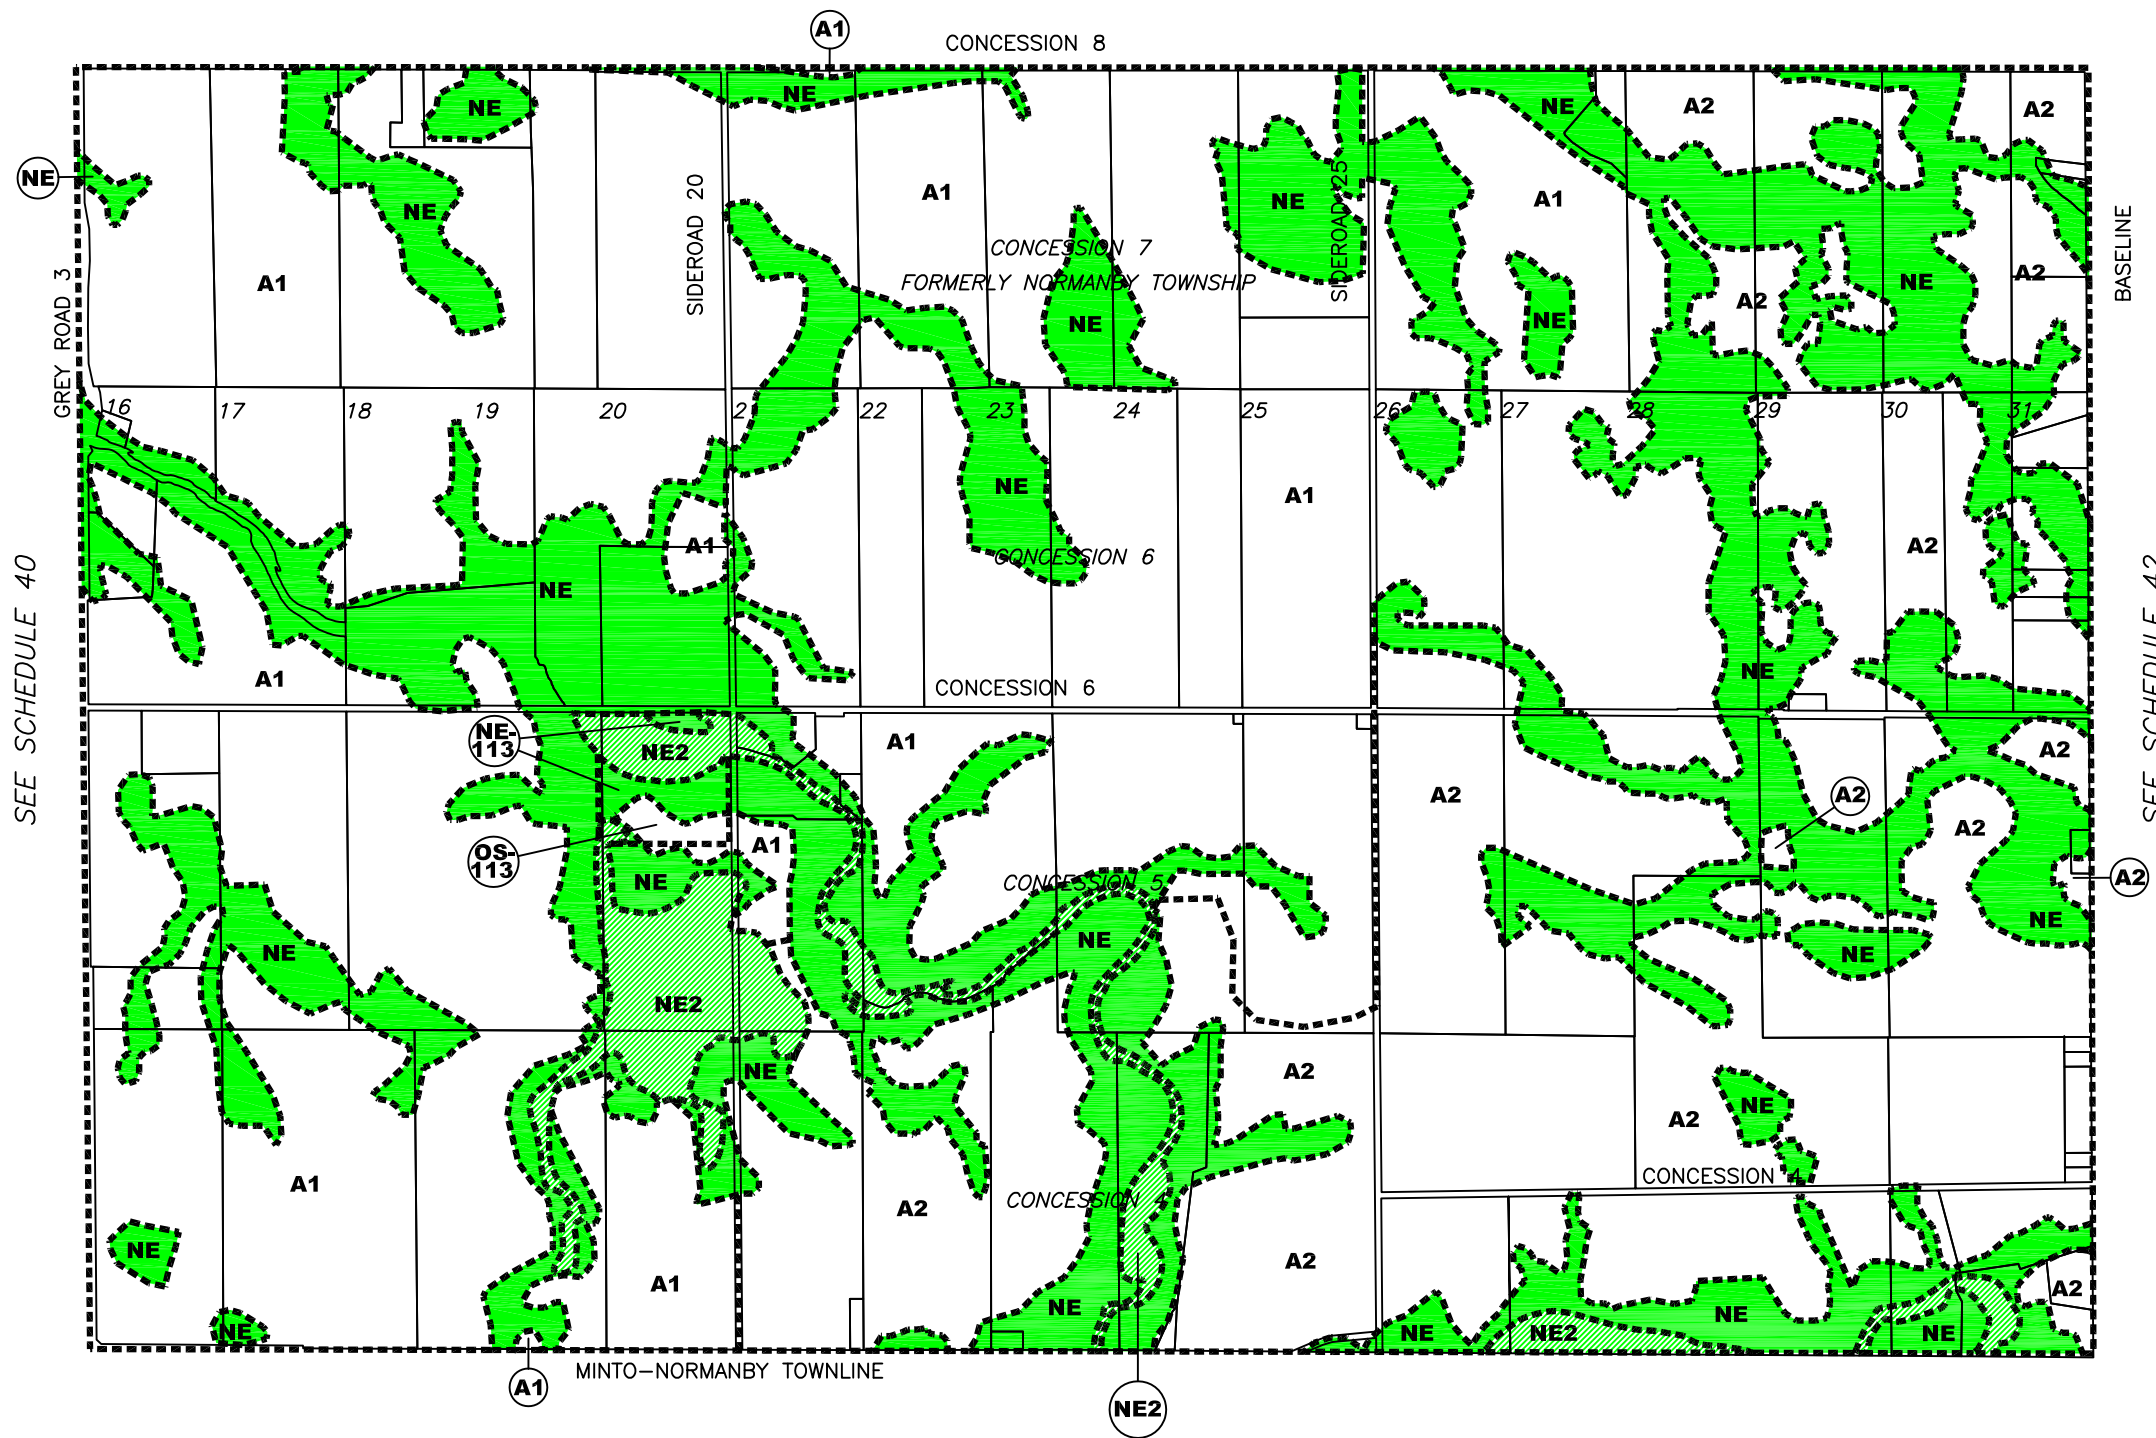 A1
CONCESSION 8
NE
NE
NE
A2
A2
NE
NE
A1
A1
NE
SIDEROAD 20
SIDEROAD 25
BASELINE
CONCESSION 7
FORMERLY NORMANBY TOWNSHIP
A1
A2
NE
A2
NE
NE
GREY ROAD 3
16
17
18
19
20
22
23
24
25
26
27
28
29
30
31
NE
A1
A1
A2
CONCESSION 6
NE
SEE SCHEDULE 40
SEE SCHEDULE 42
A1
NE
CONCESSION 6
NE-
113
NE2
A1
A2
A2
A2
A2
OS-
113
A1
NE
CONCESSION 5
A2
NE
NE
NE
NE
NE2
NE
A2
NE
A2
A1
CONCESSION 4
CONCESSION 4
A2
NE
A1
A2
A2
NE
NE
NE
NE
NE2
NE
MINTO-NORMANBY TOWNLINE
A1
NE2